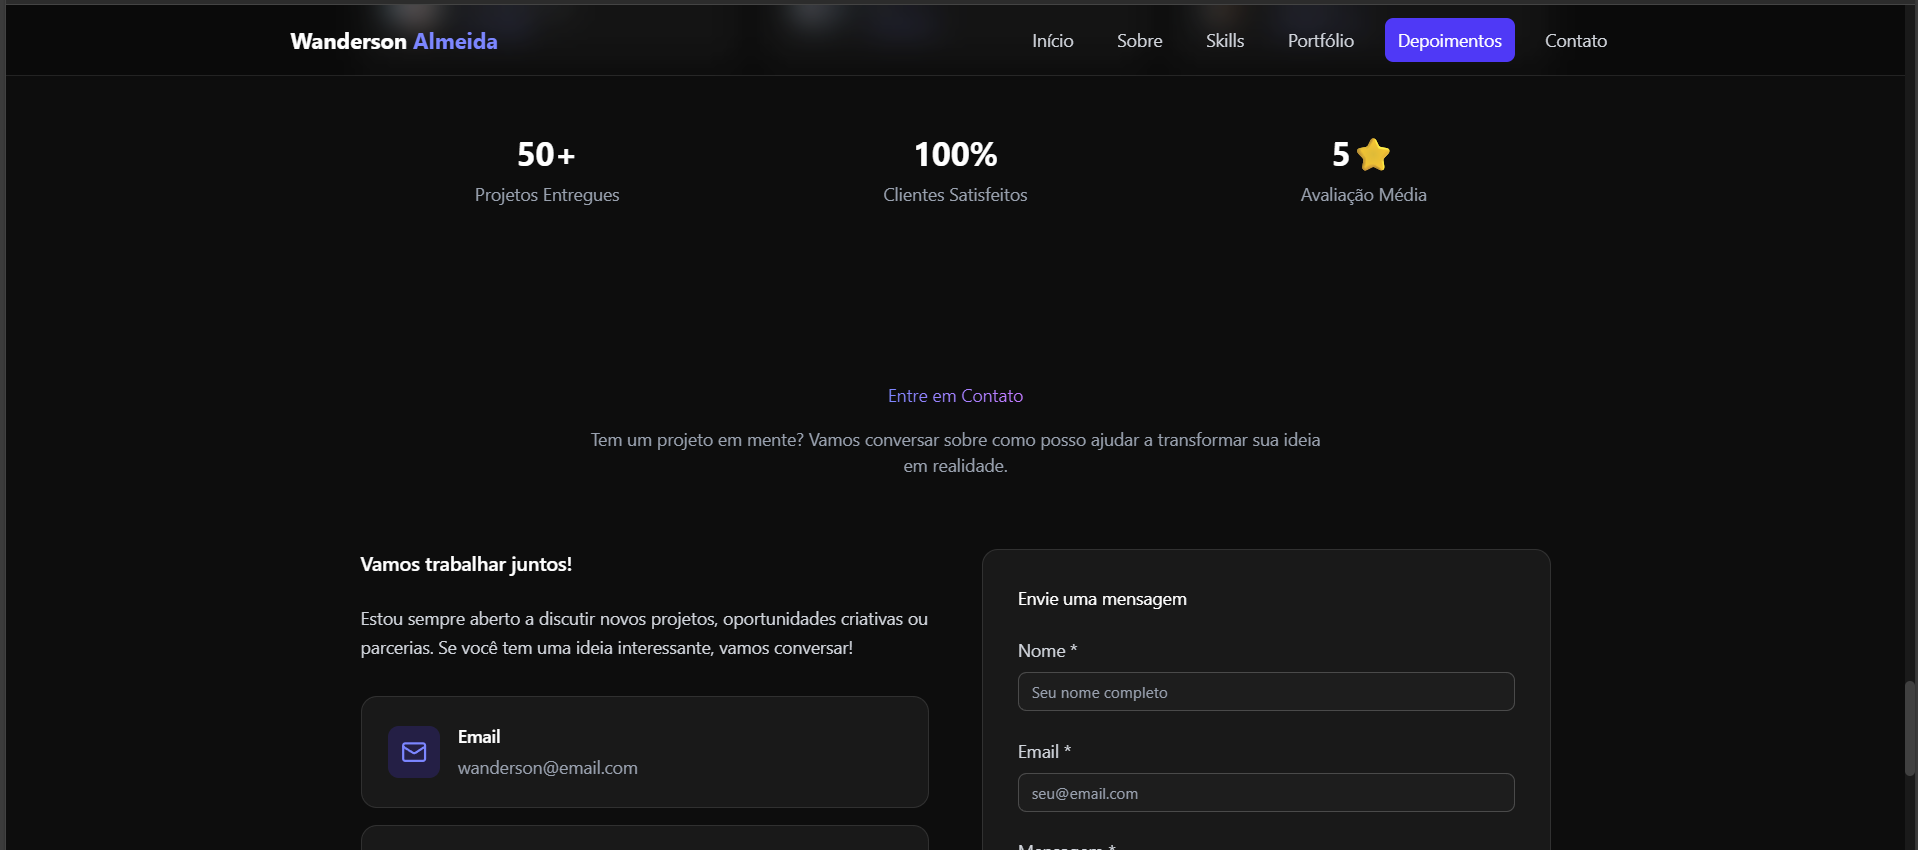 Wanderson Almeida
Início
Sobre
Skills
Portfólio
Depoimentos
Contato
50+
Projetos Entregues
100%
Clientes Satisfeitos
5 ⭐
Avaliação Média
Entre em Contato
Tem um projeto em mente? Vamos conversar sobre como posso ajudar a transformar sua ideia
em realidade.
Vamos trabalhar juntos!
Estou sempre aberto a discutir novos projetos, oportunidades criativas ou
parcerias. Se você tem uma ideia interessante, vamos conversar!
Email
wanderson@email.com
Envie uma mensagem
Nome *
Seu nome completo
Email *
seu@email.com
Mensagem *